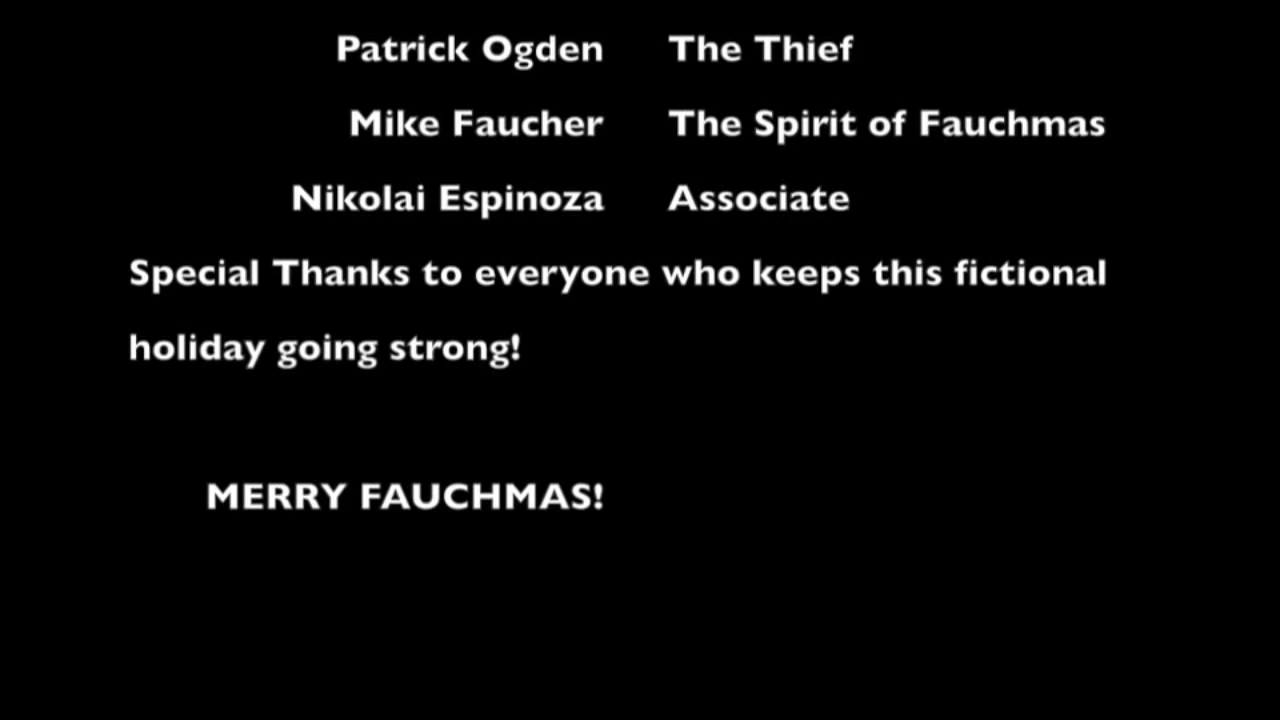 Patrick Ogden The Thief
Mike Faucher The Spirit of Fauchmas
Nikolai Espinoza Associate
Special Thanks to everyone who keeps this fictional
holiday going strong!
MERRY FAUCHMAS!